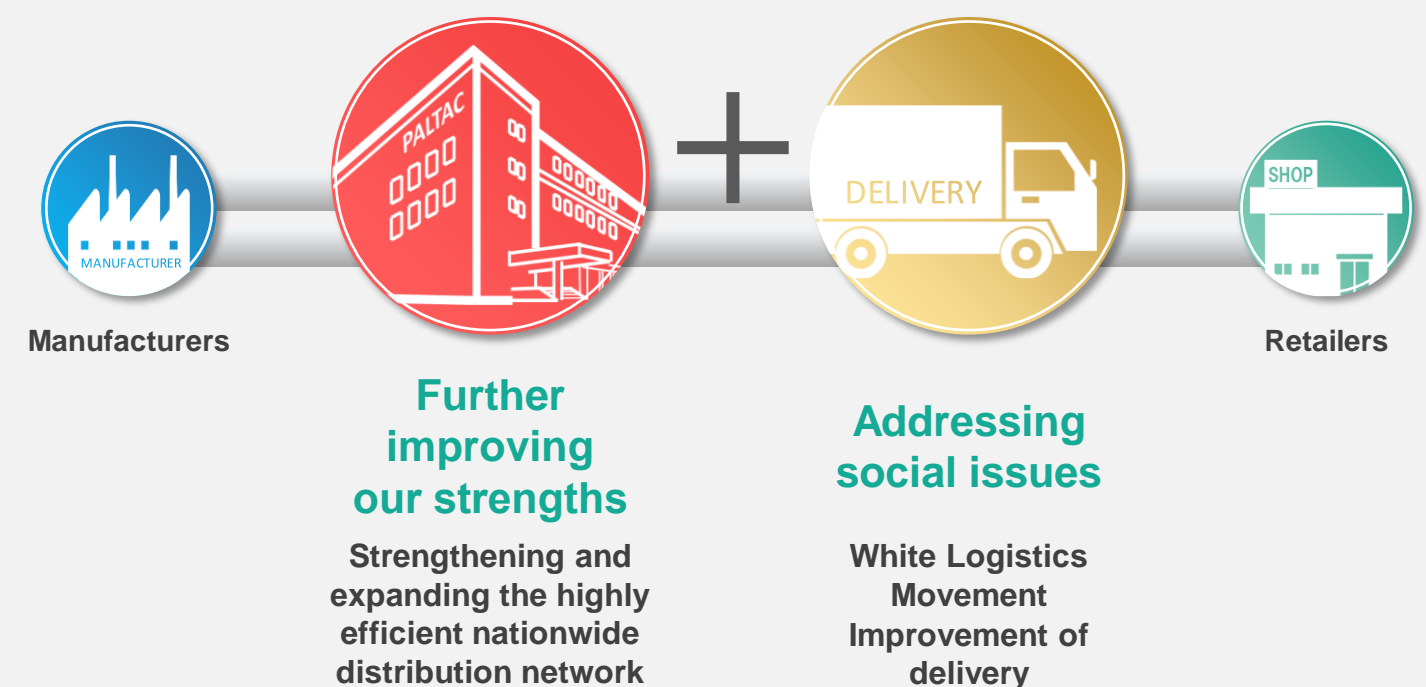 PALTAC
DELIVERY
SHOP
MANUFACTURER
Manufacturers
Retailers
Further
improving
our strengths
Strengthening and
expanding the highly
efficient nationwide
distribution network
Addressing
social issues
White Logistics
Movement
Improvement of
delivery